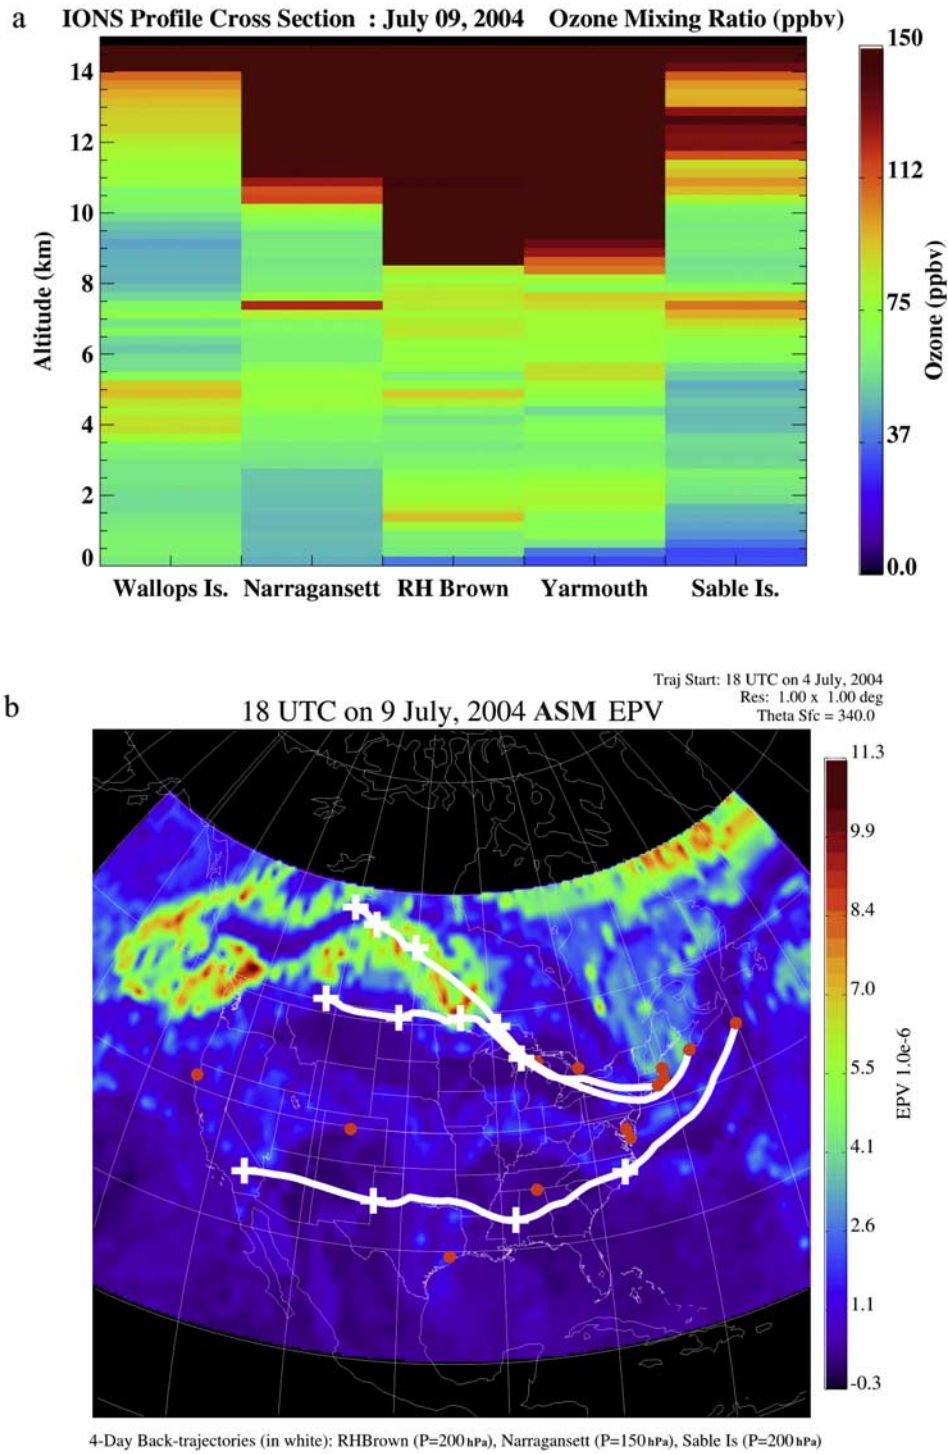 a
IONS Profile Cross Section : July 09, 2004 Ozone Mixing Ratio (ppbv)
14
12
10
8
6
4
2
0
Altitude (km)
Wallops Is. Narragansett RH Brown Yarmouth Sable Is.
150
112
75
37
0.0
Ozone (ppbv)
b
Traj Start: 18 UTC on 4 July, 2004
Res: 1.00 x 1.00 deg
Theta Sfc = 340.0
18 UTC on 9 July, 2004 ASM EPV
11.3
9.9
8.4
7.0
5.5
4.1
2.6
1.1
-0.3
EPV 1.0e-6
4-Day Back-trajectories (in white): RHBrown (P=200hPa), Narragansett (P=150hPa), Sable Is (P=200hPa)